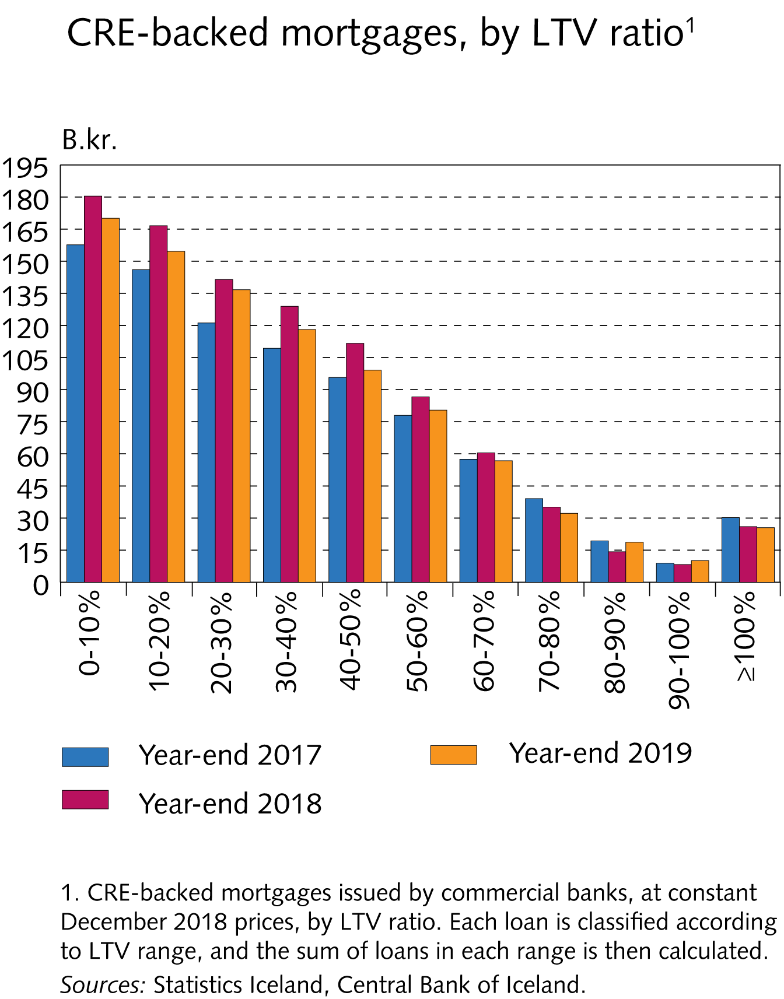 CRE-backed mortgages, by LTV ratio¹
B.kr.
195
180
165
150
135
120
105
90
75
60
45
30
15
0
0-10%
10-20%
20-30%
30-40%
40-50%
50-60%
60-70%
70-80%
80-90%
90-100%
≥100%
Year-end 2017
Year-end 2019
Year-end 2018
1. CRE-backed mortgages issued by commercial banks, at constant
December 2018 prices, by LTV ratio. Each loan is classified according
to LTV range, and the sum of loans in each range is then calculated.
Sources: Statistics Iceland, Central Bank of Iceland.